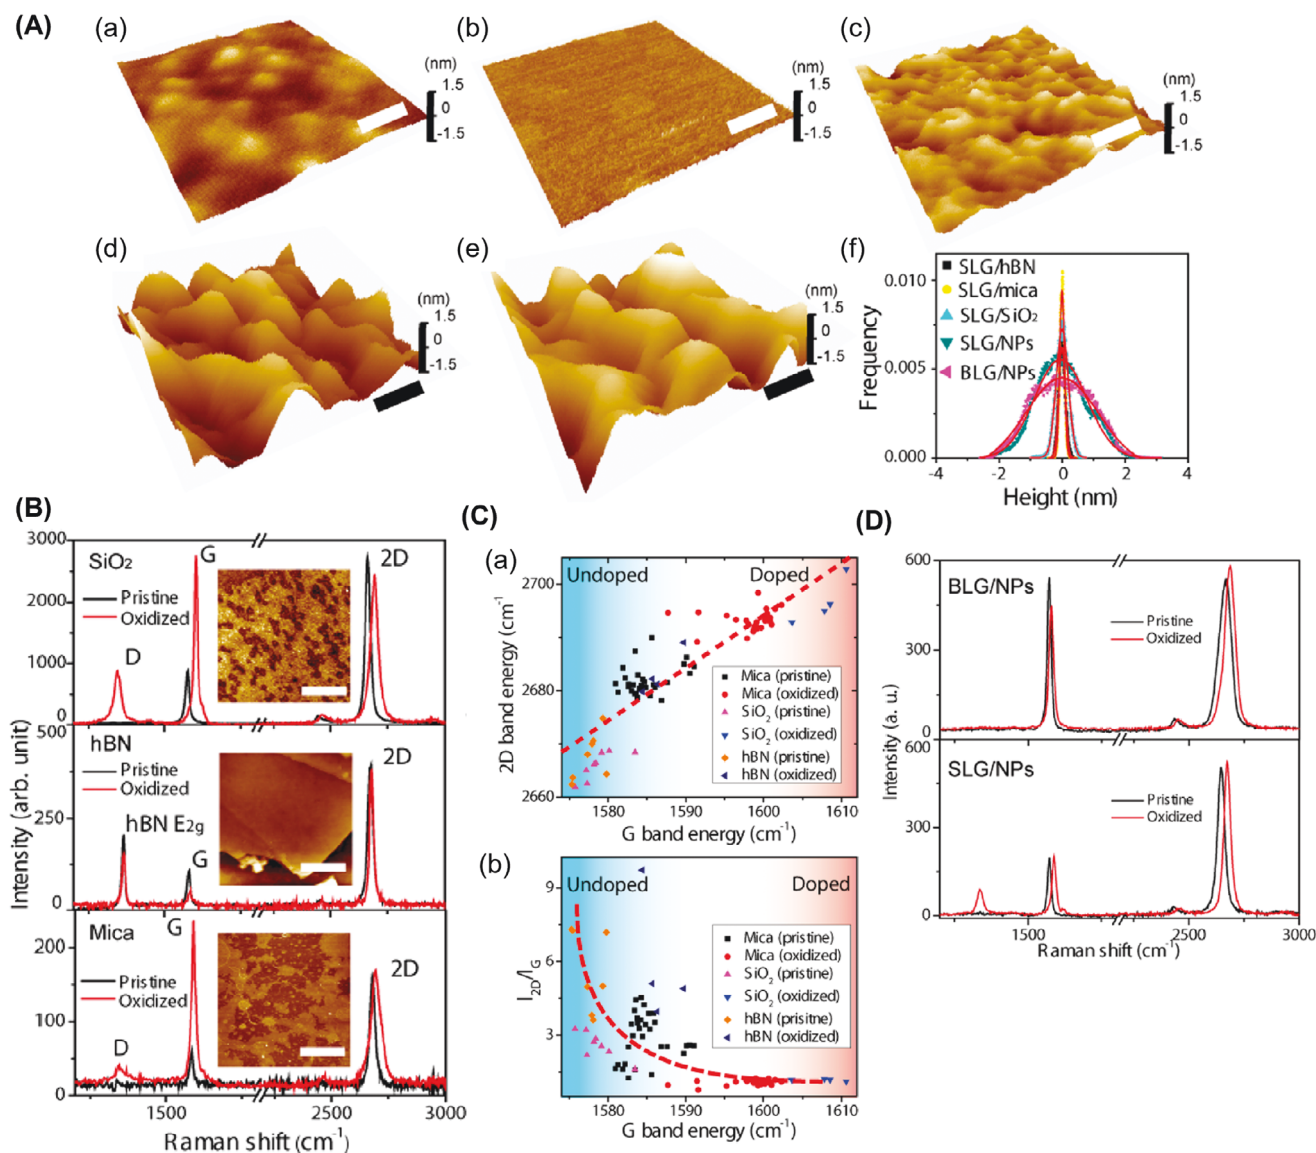 (A)
(a)
(nm)
1.5
0
-1.5
(b)
(nm)
1.5
0
-1.5
(c)
(nm)
1.5
0
-1.5
(d)
(nm)
1.5
0
-1.5
(e)
(nm)
1.5
0
-1.5
(f)
0.010
0.005
0.000
Frequency
SLG/hBN
SLG/mica
SLG/SiO2
SLG/NPs
BLG/NPs
-4 -2 0 2 4
Height (nm)
(B)
3000
2000
1000
0
SiO2
Pristine
Oxidized
D
G
2D
500
250
0
hBN
Pristine
Oxidized
hBN E2g
G
2D
200
100
0
Mica
Pristine
Oxidized
D
G
2D
Intensity (arb. unit)
1500 2500 3000
Raman shift (cm-1)
(C)
(a)
2700
2680
2660
2D band energy (cm-1
Undoped Doped
Mica (pristine)
Mica (oxidized)
SiO2 (pristine)
SiO2 (oxidized)
hBN (pristine)
hBN (oxidized)
1580 1590 1600 1610
G band energy (cm-1)
(b)
9
6
3
0
I2D/IG
Undoped Doped
Mica (pristine)
Mica (oxidized)
SiO2 (pristine)
SiO2 (oxidized)
hBN (prisitne)
hBN (oxidized)
1580 1590 1600 1610
G band energy (cm-1)
(D)
600
300
0
BLG/NPs
Pristine
Oxidized
600
300
0
SLG/NPs
Pristine
Oxidized
Intensity (a. u.)
1500 2500 3000
Raman shift (cm-1)